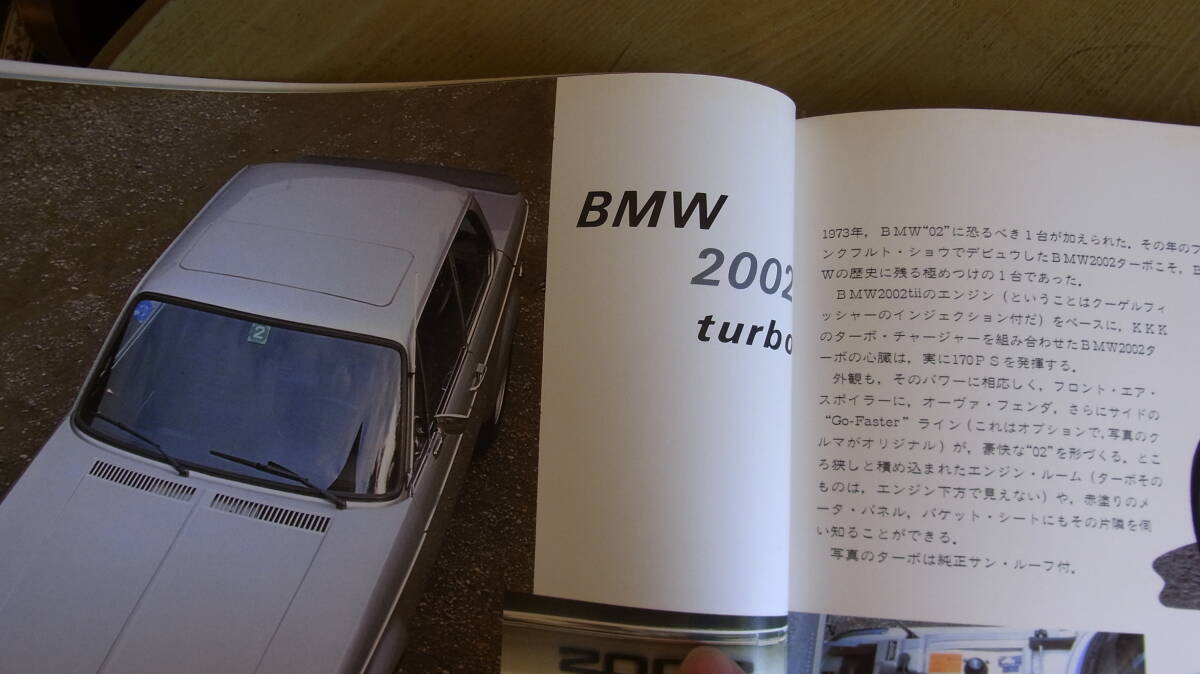 BMW
2002
turbo
2
1973年，ＢＭＷ“02”に恐るべき１台が加えられた．その年のフ
ンクフルト・ショウでデビュウしたＢＭＷ2002ターボこそ，Ｂ
Ｗの歴史に残る極めつけの１台であった．
ＢＭＷ2002tiiのエンジン（ということはクーゲルフィ
ッシャーのインジェクション付だ）をベースに，ＫＫＫ
のターボ・チャージャーを組み合わせたＢＭＷ2002タ
ーボの心臓は，実に170ＰＳを発揮する．
外観も，そのパワーに相応しく，フロント・エア・
スポイラーに，オーヴァ・フェンダ，さらにサイドの
“Go-Faster”ライン（これはオプションで，写真のク
ルマがオリジナル）が，豪快な“02”を形づくる．とこ
ろ狭しと積め込まれたエンジン・ルーム（ターボその
ものは，エンジン下方で見えない）や，赤塗りのメ
ータ・パネル，バケット・シートにもその片隣を伺
い知ることができる．
写真のターボは純正サン・ルーフ付．